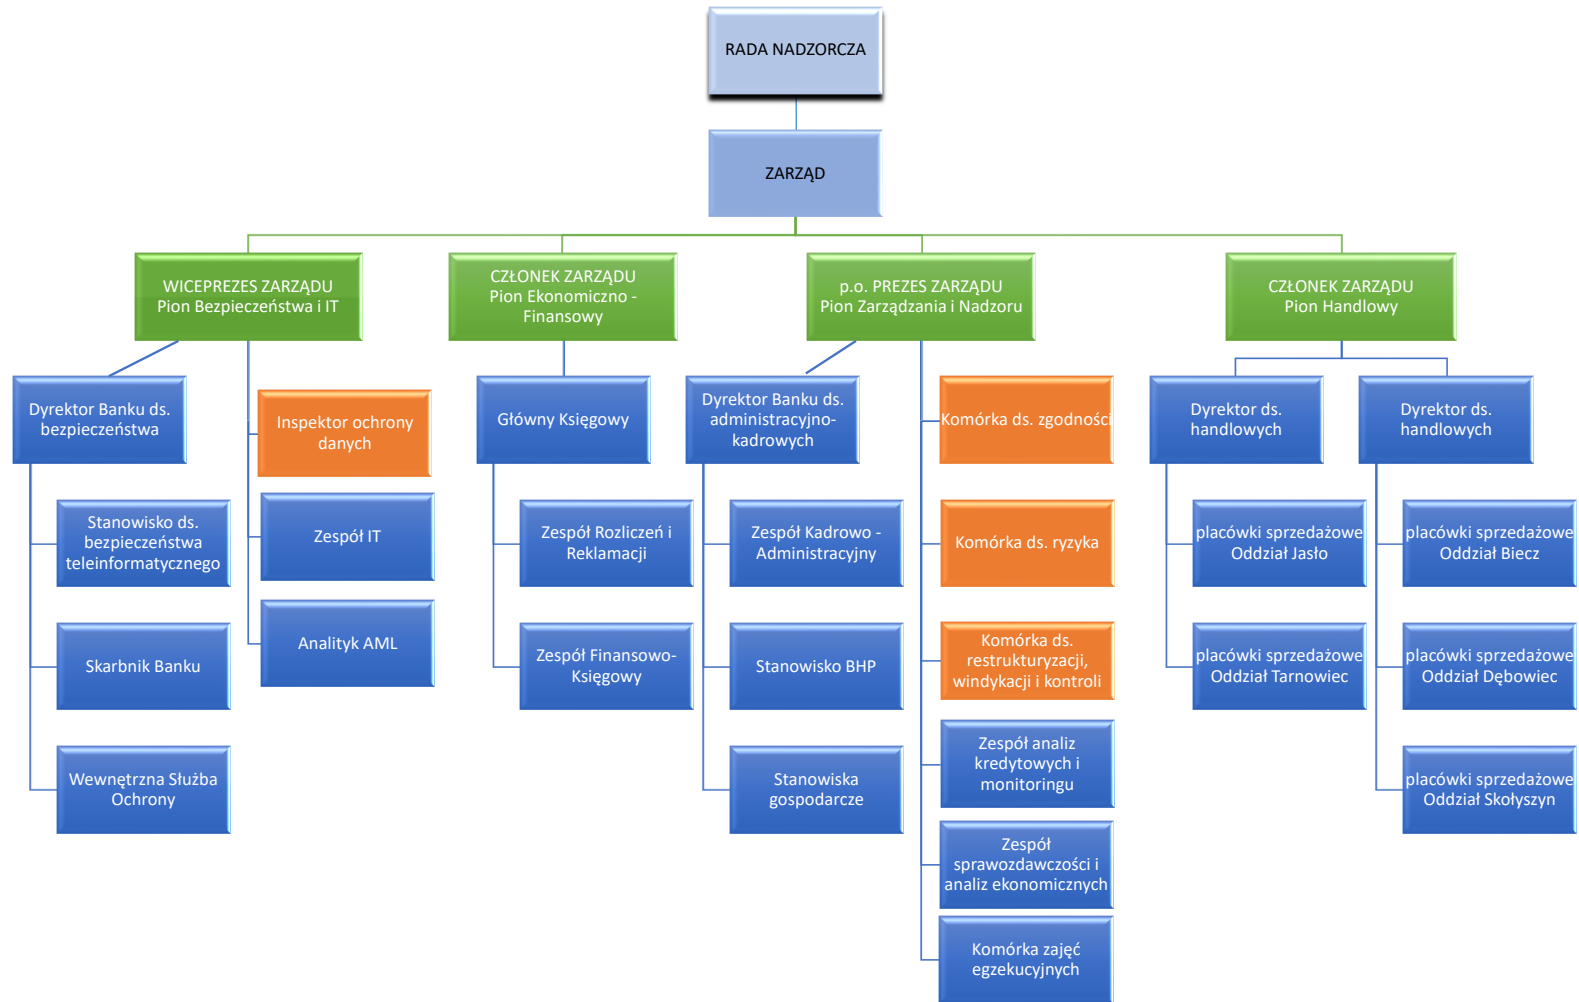 RADA NADZORCZA
ZARZĄD
WICEPREZES ZARZĄDU
Pion Bezpieczeństwa i IT
CZŁONEK ZARZĄDU
Pion Ekonomiczno -
Finansowy
p.o. PREZES ZARZĄDU
Pion Zarządzania i Nadzoru
CZŁONEK ZARZĄDU
Pion Handlowy
Dyrektor Banku ds.
bezpieczeństwa
Stanowisko ds.
bezpieczeństwa
teleinformatycznego
Skarbnik Banku
Wewnętrzna Służba
Ochrony
Inspektor ochrony
danych
Zespół IT
Analityk AML
Główny Księgowy
Zespół Rozliczeń i
Reklamacji
Zespół Finansowo-
Księgowy
Dyrektor Banku ds.
administracyjno-
kadrowych
Zespół Kadrowo -
Administracyjny
Stanowisko BHP
Stanowiska
gospodarcze
Komórka ds. zgodności
Komórka ds. ryzyka
Komórka ds.
restrukturyzacji,
windykacji i kontroli
Zespół analiz
kredytowych i
monitoringu
Zespół
sprawozdawczości i
analiz ekonomicznych
Komórka zajęć
egzekucyjnych
Dyrektor ds.
handlowych
placówki sprzedażowe
Oddział Jasło
placówki sprzedażowe
Oddział Tarnowiec
Dyrektor ds.
handlowych
placówki sprzedażowe
Oddział Biecz
placówki sprzedażowe
Oddział Dębowiec
placówki sprzedażowe
Oddział Skołyszyn